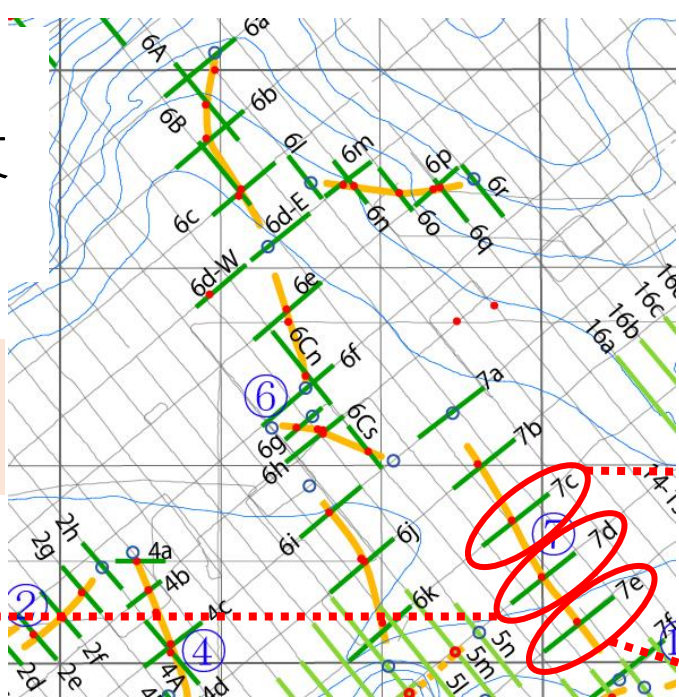 6a
6A
6b
6B
6l
6m
6p
6r
6c
6d-E
6n
6o
6q
6d-W
6e
16c
16b
16a
6Cn
6f
7a
⑥
6Cs
7b
6g
6h
7c
⑦
7d
2h
2g
4a
6i
6j
7e
4b
②
4c
6k
7f
④
5n
5m
2d
2e
2f
4A
4d
5l